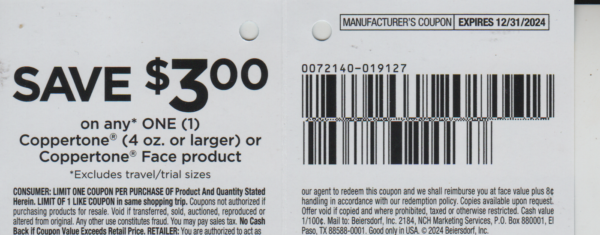 SAVE $3.00
on any* ONE (1)
Coppertone® (4 oz. or larger) or
Coppertone® Face product
*Excludes travel/trial sizes
CONSUMER: LIMIT ONE COUPON PER PURCHASE OF Product And Quantity Stated
Herein. LIMIT OF 1 LIKE COUPON in same shopping trip. Coupons not authorized if
purchasing products for resale. Void if transferred, sold, auctioned, reproduced or
altered from original. Any other use constitutes fraud. You may pay sales tax. No Cash
Back if Coupon Value Exceeds Retail Price. RETAILER: You are authorized to act as
MANUFACTURER'S COUPON EXPIRES 12/31/2024
0072140-019127
our agent to redeem this coupon and we shall reimburse you at face value plus 8¢
handling in accordance with our redemption policy. Copies available upon request.
Offer void if copied and where prohibited, taxed or otherwise restricted. Cash value
1/100¢. Mail to: Beiersdorf, Inc. 2184, NCH Marketing Services, P.O. Box 880001, El
Paso, TX 88588-0001. Good only in USA. © 2024 Beiersdorf, Inc.